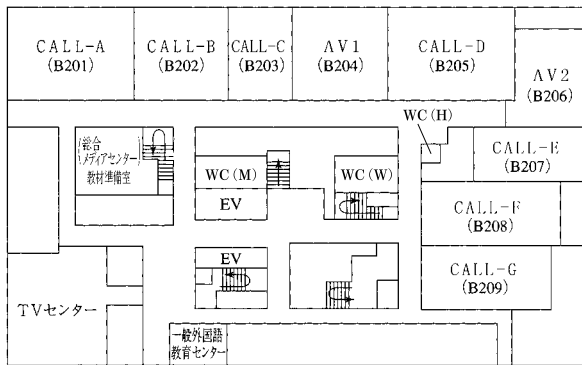 CALL-A
(B201)
CALL-B
(B202)
CALL-C
(B203)
AV1
(B204)
CALL-D
(B205)
AV2
(B206)
WC(H)
(総合
メディアセンター)
教材準備室
WC(M)
EV
WC(W)
CALL-E
(B207)
CALL-F
(B208)
CALL-G
(B209)
EV
TVセンター
一般外国語
教育センター